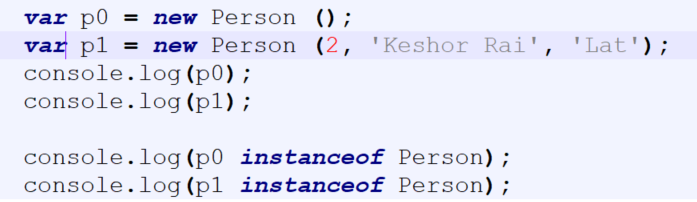 var p0 = new Person ();
var p1 = new Person (2, 'Keshor Rai', 'Lat');
console.log(p0);
console.log(p1);
console.log(p0 instanceof Person);
console.log(p1 instanceof Person);